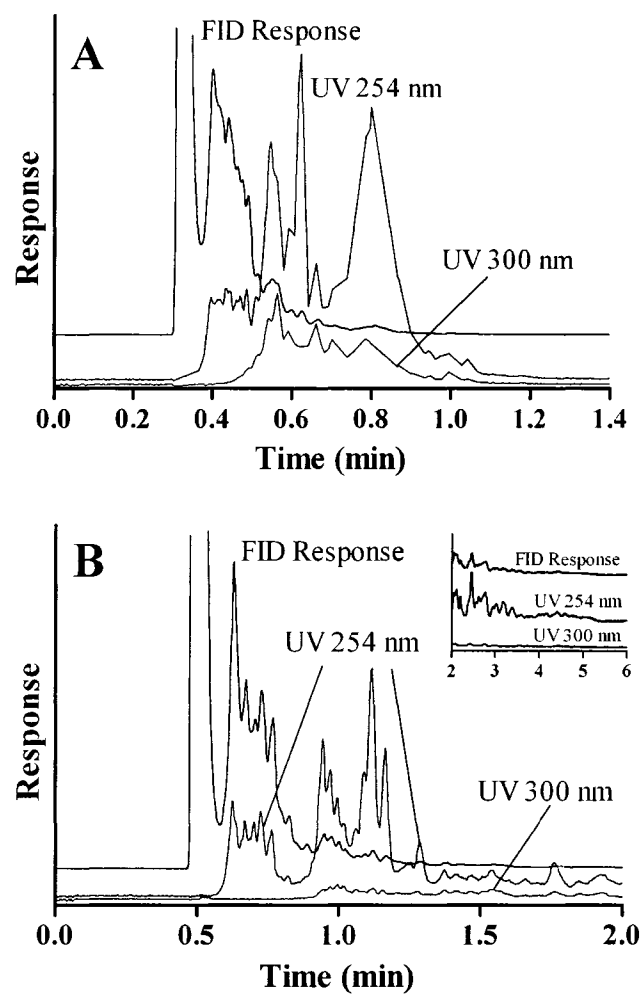 A
FID Response
UV 254 nm
UV 300 nm
Response
0.0 0.2 0.4 0.6 0.8 1.0 1.2 1.4
Time (min)
B
FID Response
UV 254 nm
UV 300 nm
FID Response
UV 254 nm
UV 300 nm
2 3 4 5 6
Response
0.0 0.5 1.0 1.5 2.0
Time (min)